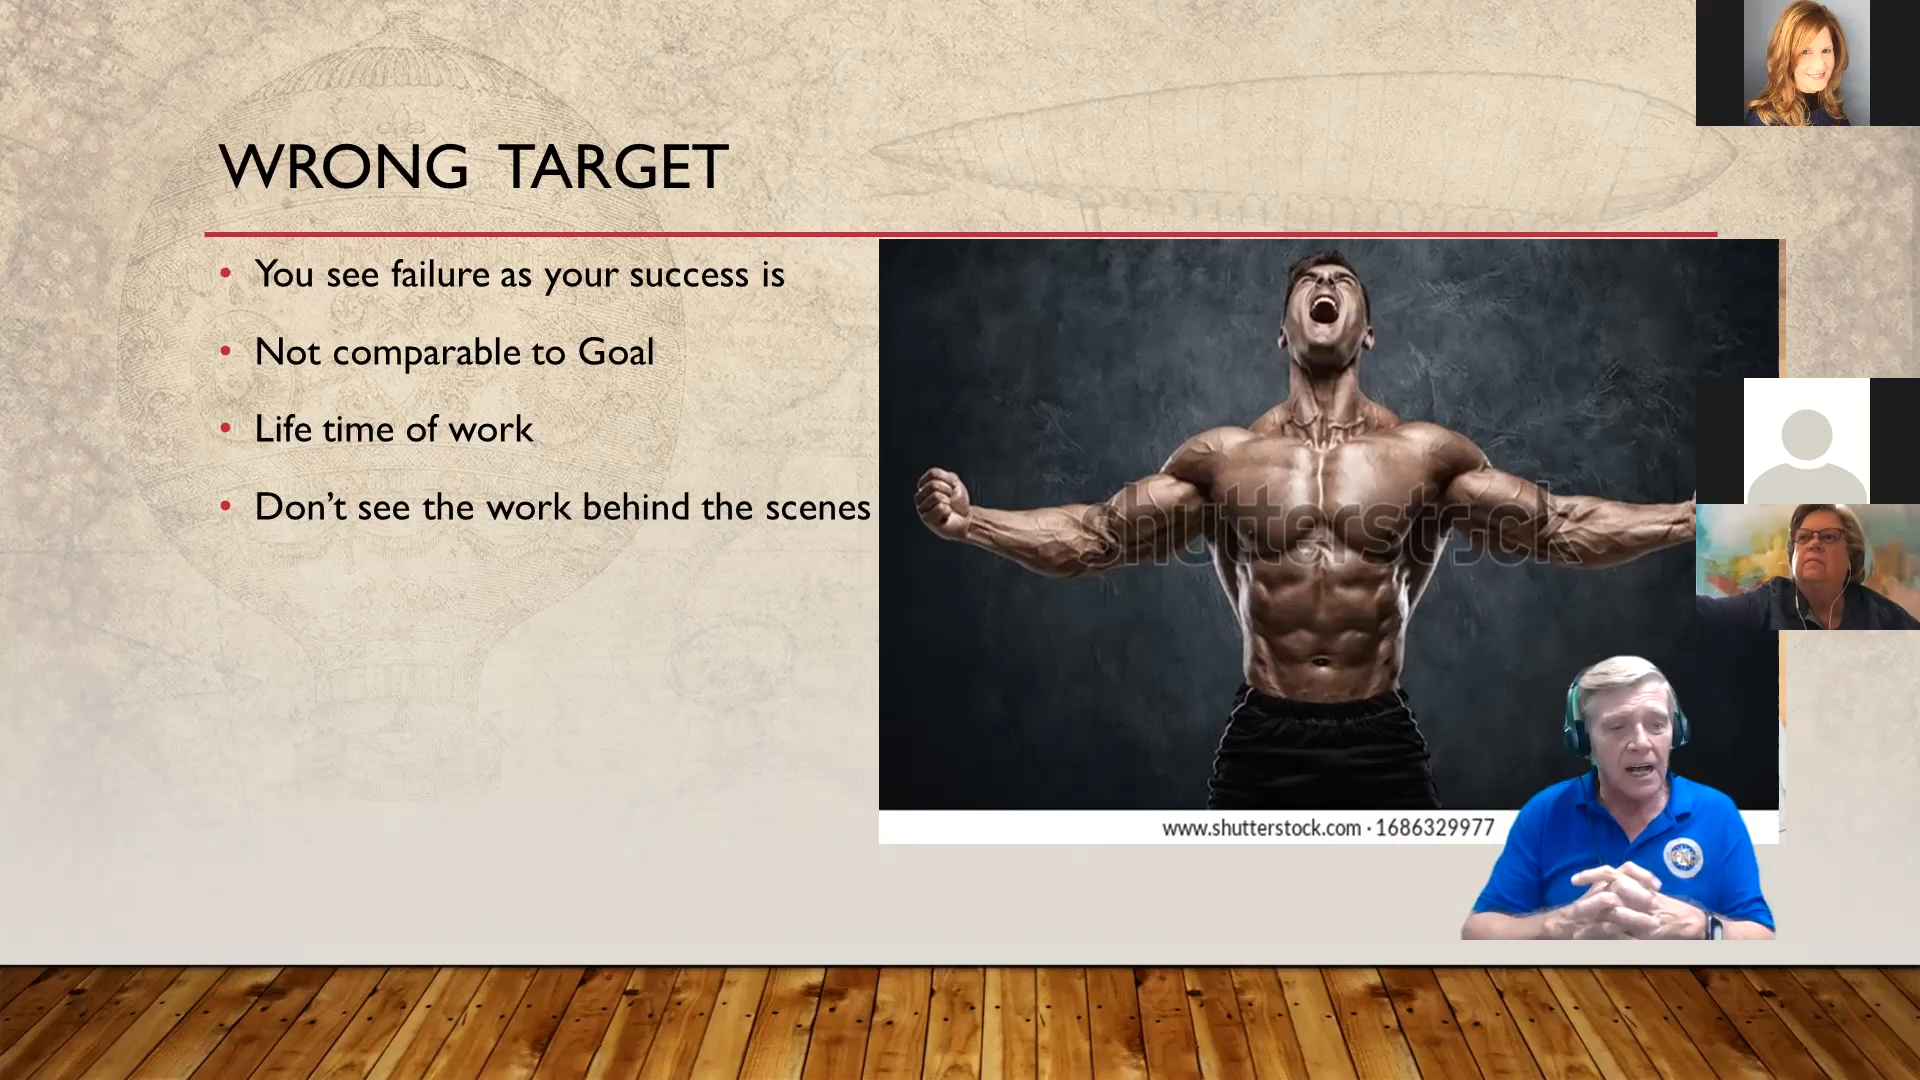 WRONG TARGET
You see failure as your success is
Not comparable to Goal
Life time of work
Don’t see the work behind the scenes
shutterstock
www.shutterstock.com · 1686329977